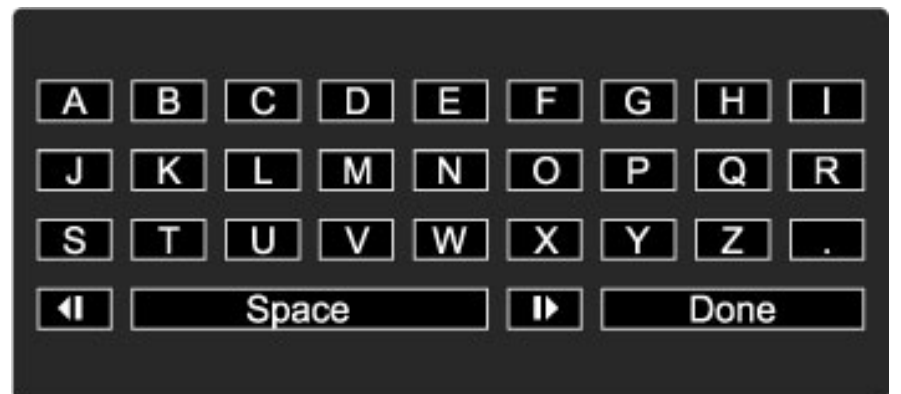 A B C D E F G H I
J K L M N O P Q R
S T U V W X Y Z .
Space Done